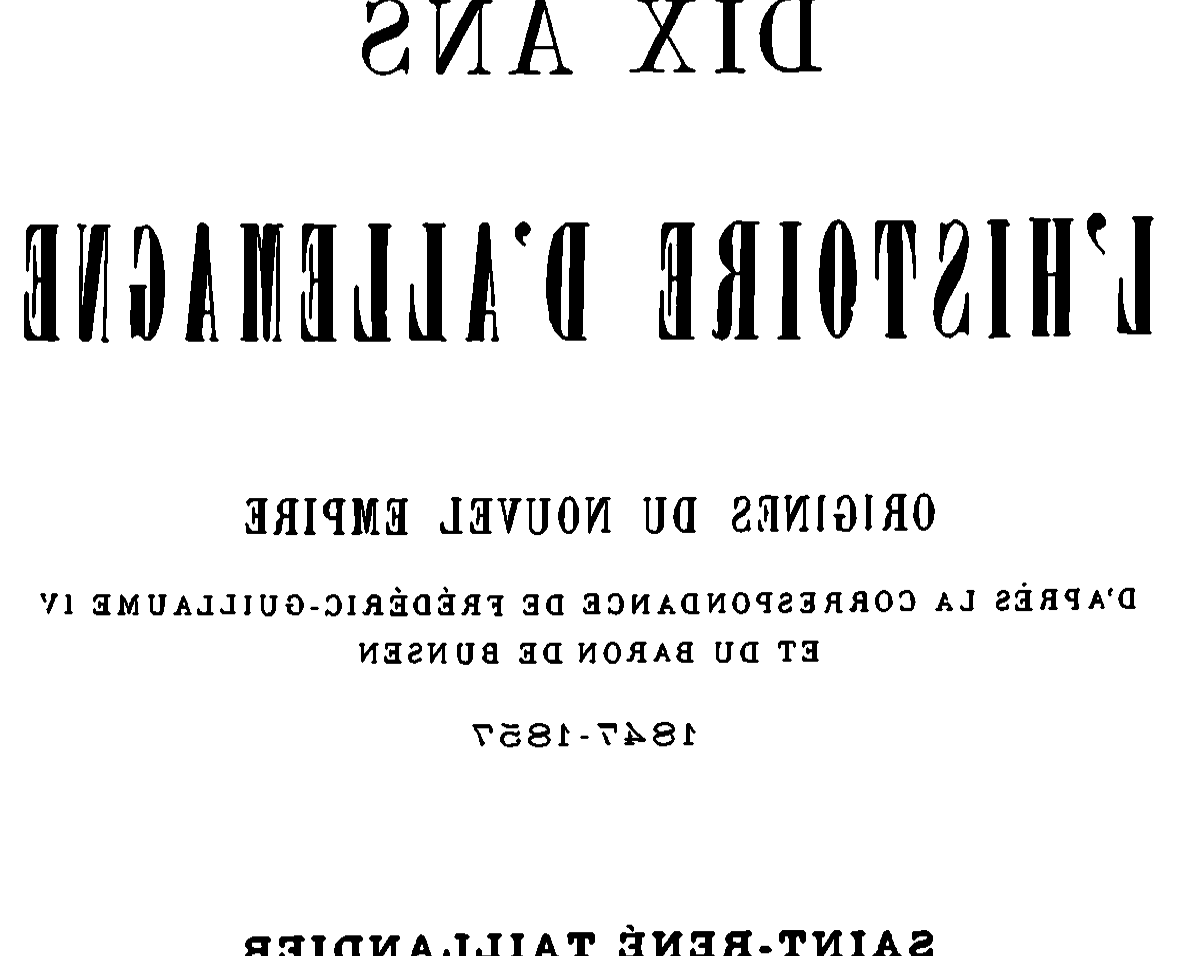 DIX ANS
L'HISTOIRE D'ALLEMAGNE
ORIGINES DU NOUVEL EMPIRE
D'APRÈS LA CORRESPONDANCE DE FRÉDÉRIC-GUILLAUME IV
ET DU BARON DE BUNSEN
1847-1857
SAINT-RENÉ TAILLANDIER